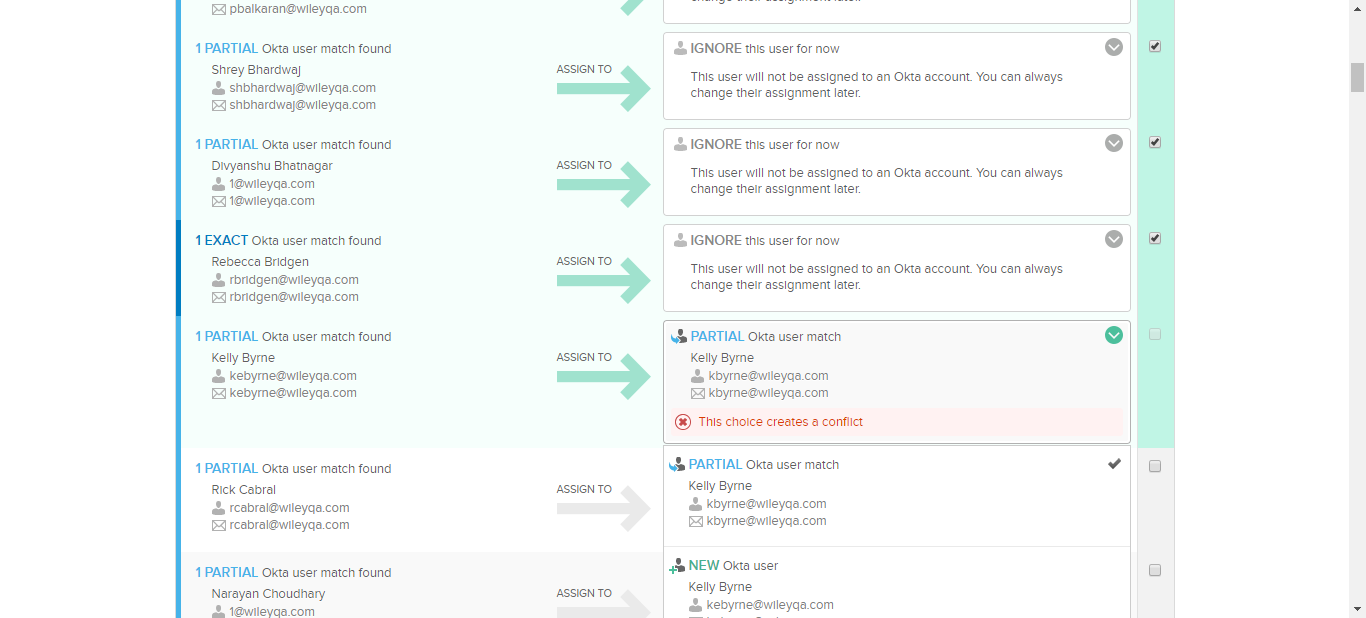 pbalkaran@wileyqa.com
change their assignment later.
1 PARTIAL Okta user match found
Shrey Bhardwaj
shbhardwaj@wileyqa.com
shbhardwaj@wileyqa.com
ASSIGN TO
IGNORE this user for now
This user will not be assigned to an Okta account. You can always
change their assignment later.
1 PARTIAL Okta user match found
Divyanshu Bhatnagar
1@wileyqa.com
1@wileyqa.com
ASSIGN TO
IGNORE this user for now
This user will not be assigned to an Okta account. You can always
change their assignment later.
1 EXACT Okta user match found
Rebecca Bridgen
rbridgen@wileyqa.com
rbridgen@wileyqa.com
ASSIGN TO
IGNORE this user for now
This user will not be assigned to an Okta account. You can always
change their assignment later.
1 PARTIAL Okta user match found
Kelly Byrne
kebyrne@wileyqa.com
kebyrne@wileyqa.com
ASSIGN TO
PARTIAL Okta user match
Kelly Byrne
kbyrne@wileyqa.com
kbyrne@wileyqa.com
This choice creates a conflict
1 PARTIAL Okta user match found
Rick Cabral
rcabral@wileyqa.com
rcabral@wileyqa.com
ASSIGN TO
PARTIAL Okta user match
Kelly Byrne
kbyrne@wileyqa.com
kbyrne@wileyqa.com
1 PARTIAL Okta user match found
Narayan Choudhary
1@wileyqa.com
ASSIGN TO
NEW Okta user
Kelly Byrne
kebyrne@wileyqa.com